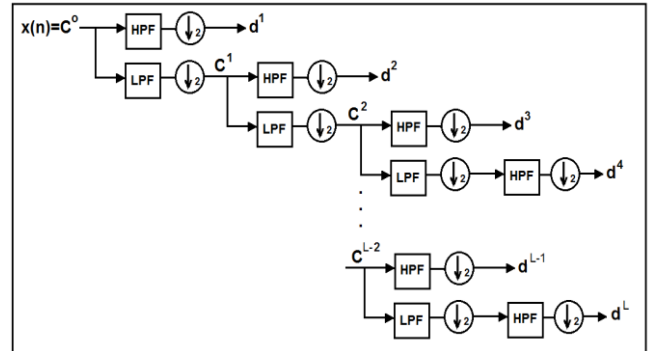 x(n)=C° HPF ↓2 d¹
LPF ↓2 C¹ HPF ↓2 d²
LPF ↓2 C² HPF ↓2 d³
LPF ↓2 HPF ↓2 d⁴
C^L-2 HPF ↓2 d^L-1
LPF ↓2 HPF ↓2 d^L